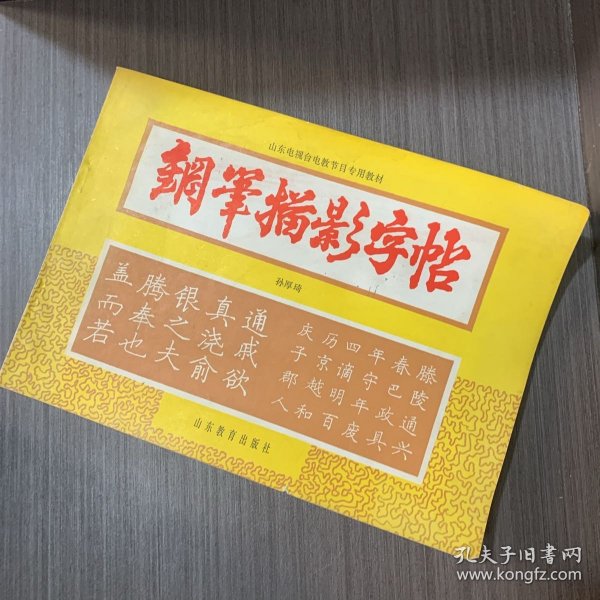 山东电视台电教节目专用教材
鋼筆描影字帖
孙厚琦
滕陵通兴
春巴政具
年守年废
四谪明百
历京越和
庆子郡人
通戚欲
真浇俞
银之夫
腾奉也
盖而若
山东教育出版社
孔夫子旧书网
www.kongfz.com